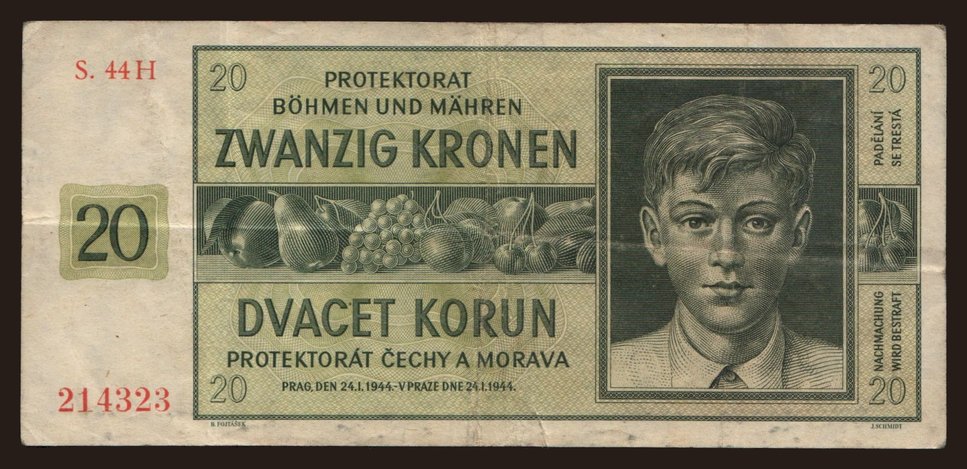 S. 44H
20
PROTEKTORAT
BÖHMEN UND MÄHREN
ZWANZIG KRONEN
20
DVACET KORUN
PROTEKTORÁT ČECHY A MORAVA
PRAG, DEN 24.I.1944.-V PRAZE DNE 24.I.1944.
20
214323
20
PADĚLÁNÍ
SE TRESTÁ
NACHMACHUNG
WIRD BESTRAFT
20
B. FOJTÁŠEK
J. SCHMIDT